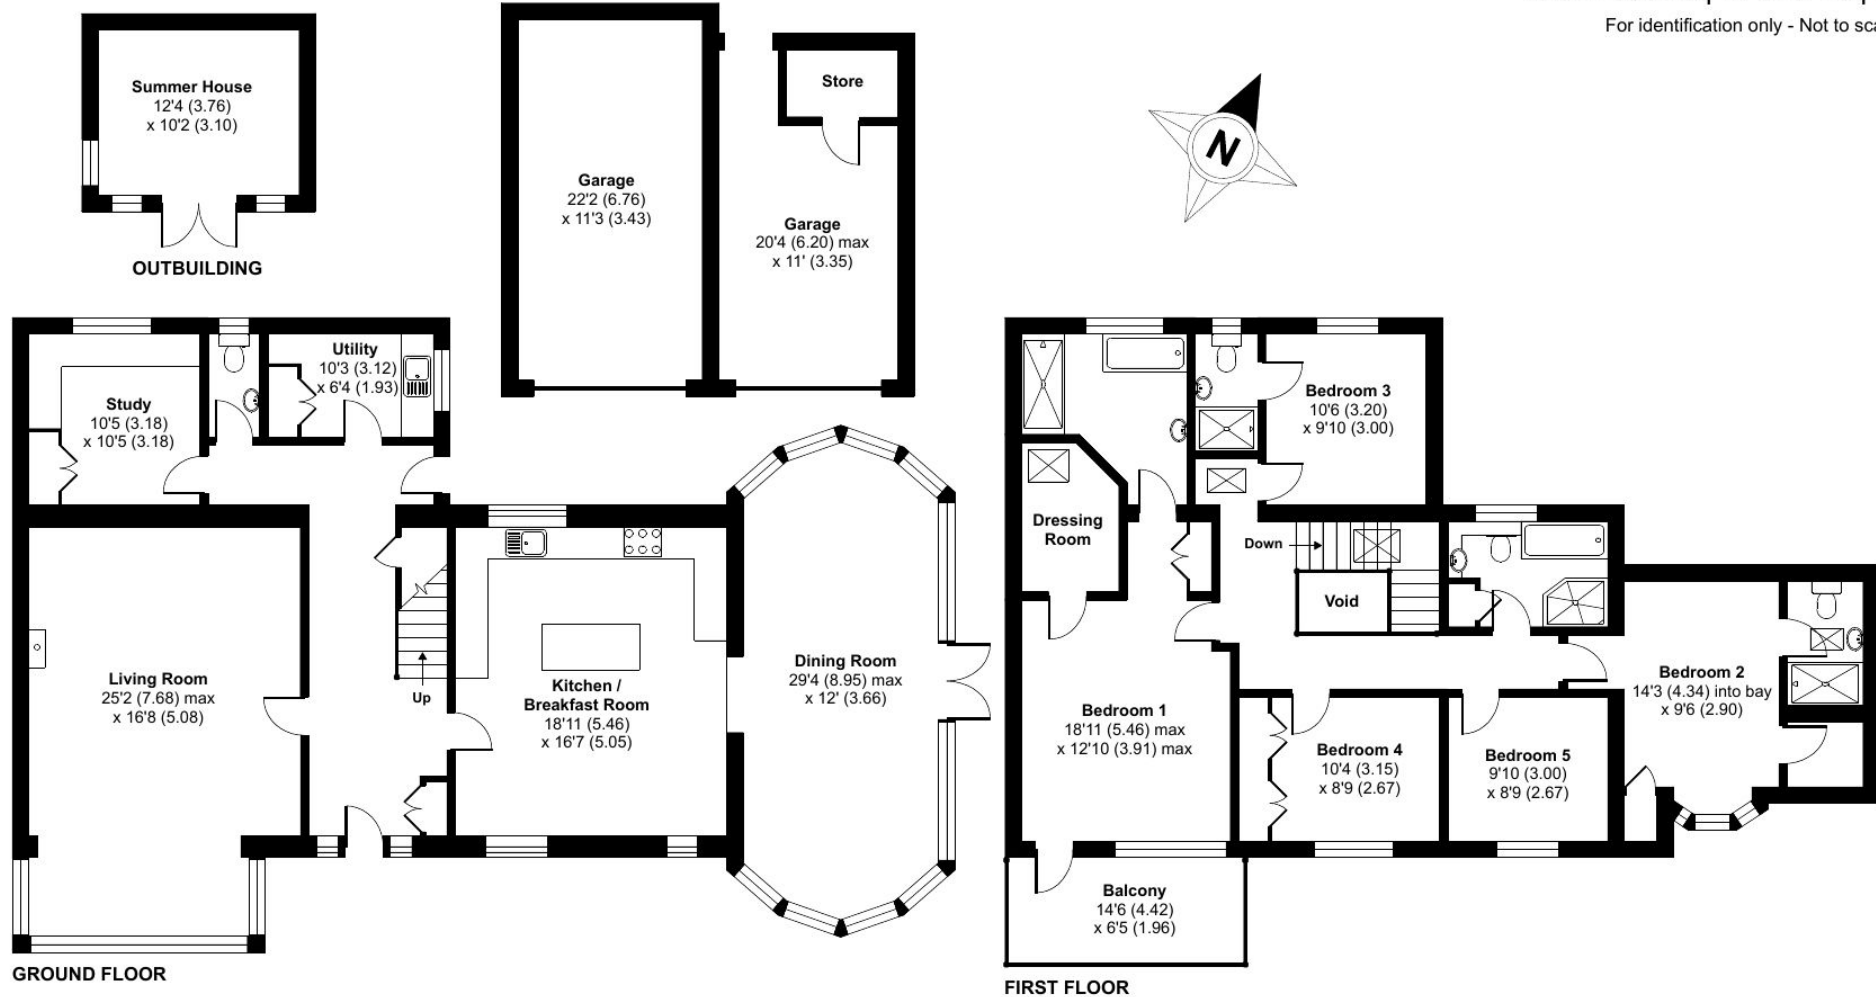 For identification only - Not to sca
Summer House
12'4 (3.76)
x 10'2 (3.10)
OUTBUILDING
Garage
22'2 (6.76)
x 11'3 (3.43)
Store
Garage
20'4 (6.20) max
x 11' (3.35)
N
Study
10'5 (3.18)
x 10'5 (3.18)
Utility
10'3 (3.12)
x 6'4 (1.93)
Living Room
25'2 (7.68) max
x 16'8 (5.08)
Up
Kitchen /
Breakfast Room
18'11 (5.46)
x 16'7 (5.05)
Dining Room
29'4 (8.95) max
x 12' (3.66)
GROUND FLOOR
Bedroom 3
10'6 (3.20)
x 9'10 (3.00)
Dressing
Room
Down
Void
Bedroom 1
18'11 (5.46) max
x 12'10 (3.91) max
Bedroom 2
14'3 (4.34) into bay
x 9'6 (2.90)
Bedroom 4
10'4 (3.15)
x 8'9 (2.67)
Bedroom 5
9'10 (3.00)
x 8'9 (2.67)
Balcony
14'6 (4.42)
x 6'5 (1.96)
FIRST FLOOR